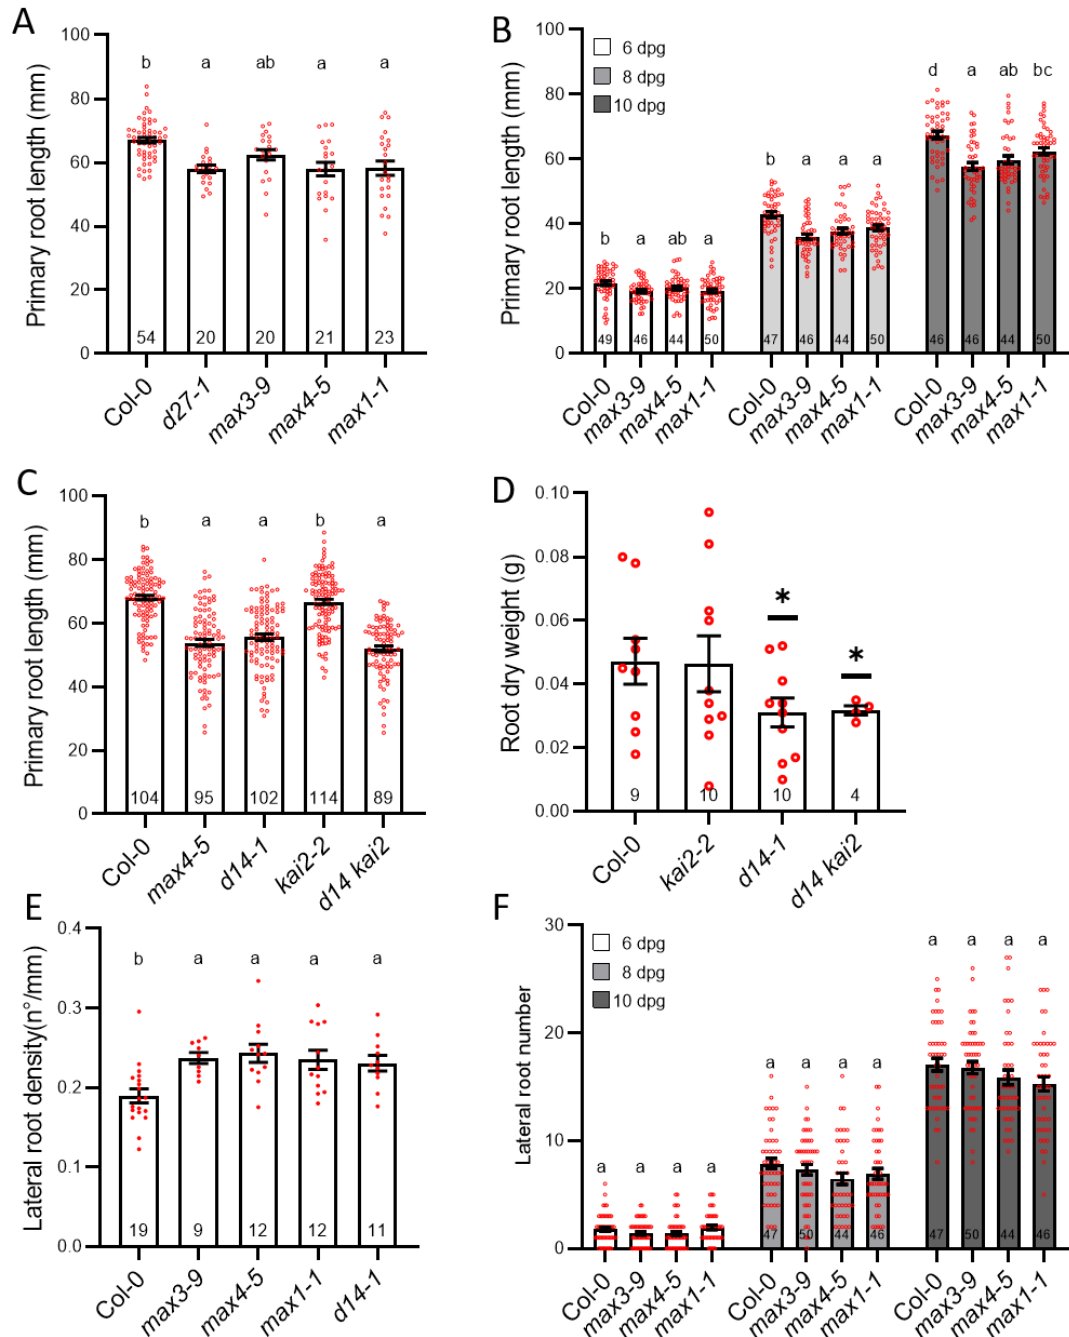 A
Primary root length (mm)
100
80
60
40
20
0
b a ab a a
54 20 20 21 23
Col-0 d27-1 max3-9 max4-5 max1-1
B
Primary root length (mm)
100
80
60
40
20
0
6 dpg
8 dpg
10 dpg
b a ab a
b a a a
d a ab bc
49 46 44 50 47 46 44 50 46 46 44 50
Col-0 max3-9 max4-5 max1-1 Col-0 max3-9 max4-5 max1-1 Col-0 max3-9 max4-5 max1-1
C
Primary root length (mm)
100
80
60
40
20
0
b a a b a
104 95 102 114 89
Col-0 max4-5 d14-1 kai2-2 d14 kai2
D
Root dry weight (g)
0.10
0.08
0.06
0.04
0.02
0.00
* *
9 10 10 4
Col-0 kai2-2 d14-1 d14 kai2
E
Lateral root density(n°/mm)
0.4
0.3
0.2
0.1
0.0
b a a a a
19 9 12 12 11
Col-0 max3-9 max4-5 max1-1 d14-1
F
Lateral root number
30
20
10
0
6 dpg
8 dpg
10 dpg
a a a a
a a a a
a a a a
47 50 44 46 47 50 44 46
Col-0 max3-9 max4-5 max1-1 Col-0 max3-9 max4-5 max1-1 Col-0 max3-9 max4-5 max1-1